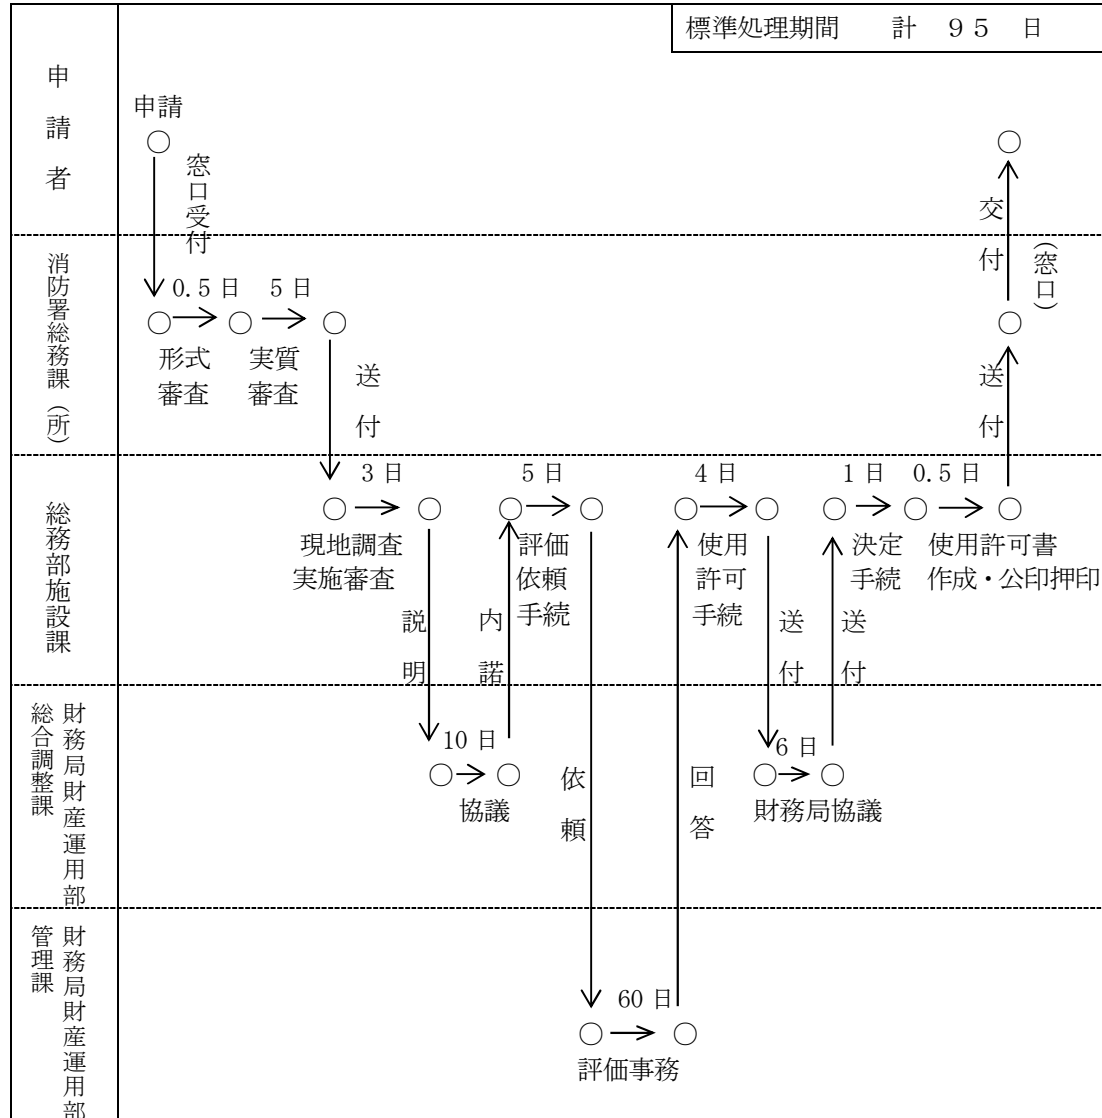 標準処理期間 計 95 日
申請者
申請
窓口受付
交付
(窓口)
消防署総務課(所)
0.5日 5日
形式
審査
実質
審査
送付
送付
総務部施設課
3日
現地調査
実施審査
説明
内諾
5日
評価
依頼
手続
4日
使用
許可
手続
送付
送付
1日
決定
手続
0.5日
使用許可書
作成・公印押印
財務局財産運用部
総合調整課
10日
協議
依頼
回答
6日
財務局協議
財務局財産運用部
管理課
60日
評価事務